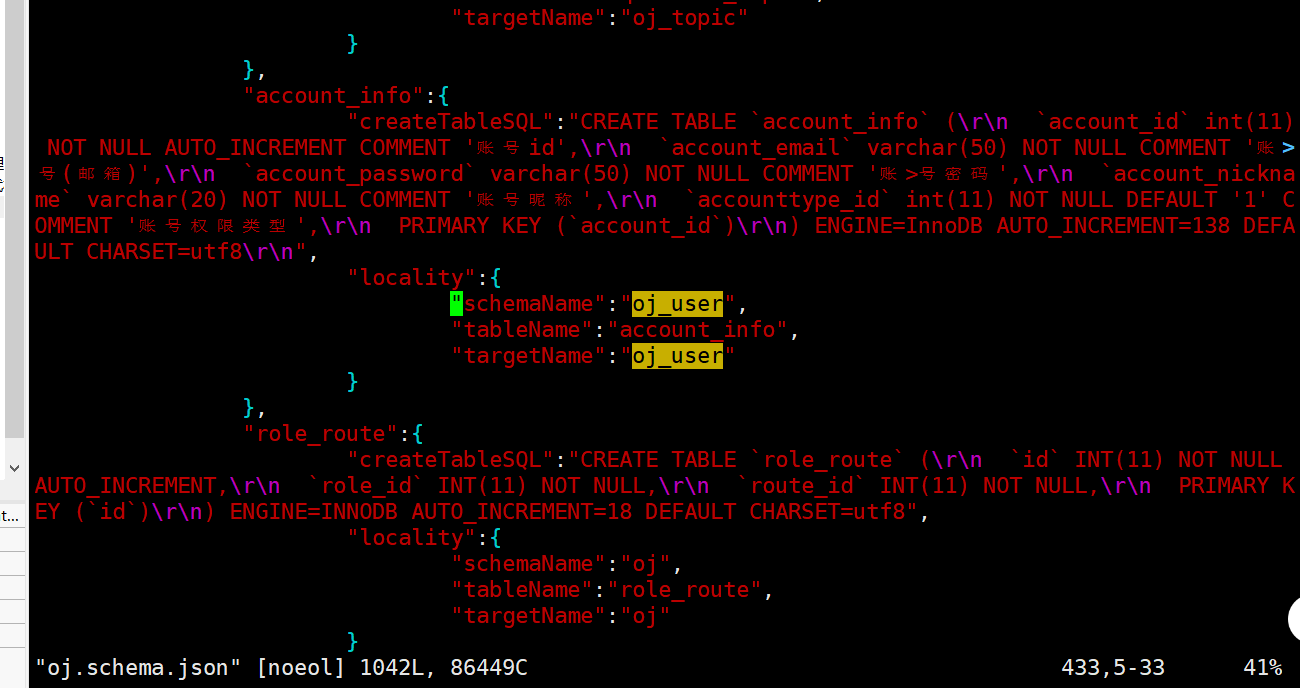 "targetName":"oj_topic"
}
},
"account_info":{
"createTableSQL":"CREATE TABLE `account_info` (\r\n  `account_id` int(11)
NOT NULL AUTO_INCREMENT COMMENT '账号id',\r\n  `account_email` varchar(50) NOT NULL COMMENT '账>
号(邮箱)',\r\n  `account_password` varchar(50) NOT NULL COMMENT '账>号密码',\r\n  `account_nickna
me` varchar(20) NOT NULL COMMENT '账号昵称',\r\n  `accounttype_id` int(11) NOT NULL DEFAULT '1' C
OMMENT '账号权限类型',\r\n  PRIMARY KEY (`account_id`)\r\n) ENGINE=InnoDB AUTO_INCREMENT=138 DEFA
ULT CHARSET=utf8\r\n",
"locality":{
"schemaName":"oj_user",
"tableName":"account_info",
"targetName":"oj_user"
}
},
"role_route":{
"createTableSQL":"CREATE TABLE `role_route` (\r\n  `id` INT(11) NOT NULL
AUTO_INCREMENT,\r\n  `role_id` INT(11) NOT NULL,\r\n  `route_id` INT(11) NOT NULL,\r\n  PRIMARY K
EY (`id`)\r\n) ENGINE=INNODB AUTO_INCREMENT=18 DEFAULT CHARSET=utf8",
"locality":{
"schemaName":"oj",
"tableName":"role_route",
"targetName":"oj"
}
"oj.schema.json" [noeol] 1042L, 86449C 433,5-33 41%
t...